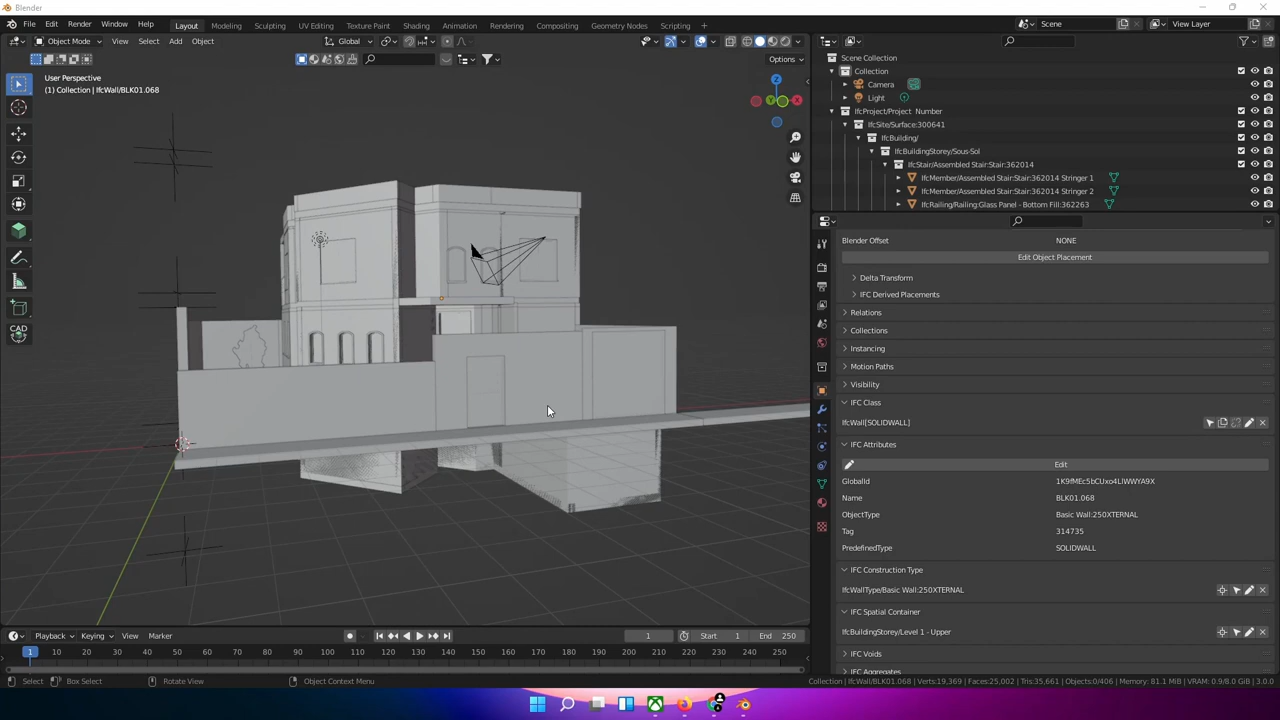 Blender
File Edit Render Window Help Layout Modeling Sculpting UV Editing Texture Paint Shading Animation Rendering Compositing Geometry Nodes Scripting + Scene View Layer
Object Mode View Select Add Object Global
Options
User Perspective
(1) Collection | IfcWall/BLK01.068
Z
Y
X
CAD
Scene Collection
Collection
Camera
Light
IfcProject/Project Number
IfcSite/Surface:300641
IfcBuilding/
IfcBuildingStorey/Sous-Sol
IfcStair/Assembled Stair:Stair:362014
IfcMember/Assembled Stair:Stair:362014 Stringer 1
IfcMember/Assembled Stair:Stair:362014 Stringer 2
IfcRailing/Railing:Glass Panel - Bottom Fill:362263
Blender Offset NONE
Edit Object Placement
Delta Transform
IFC Derived Placements
Relations
Collections
Instancing
Motion Paths
Visibility
IFC Class
IfcWall[SOLIDWALL]
IFC Attributes
Edit
GlobalId 1K9fMEc5bCUxo4LlWWYA9X
Name BLK01.068
ObjectType Basic Wall:250XTERNAL
Tag 314735
PredefinedType SOLIDWALL
IFC Construction Type
IfcWallType/Basic Wall:250XTERNAL
IFC Spatial Container
IfcBuildingStorey/Level 1 - Upper
IFC Voids
IFC Aggregates
Playback Keying View Marker 1 Start 1 End 250
1 10 20 30 40 50 60 70 80 90 100 110 120 130 140 150 160 170 180 190 200 210 220 230 240 250
Select Box Select Rotate View Object Context Menu Collection | IfcWall/BLK01.068 | Verts:19,369 | Faces:25,002 | Tris:35,661 | Objects:0/406 | Memory: 81.1 MiB | VRAM: 0.9/8.0 GiB | 3.0.0